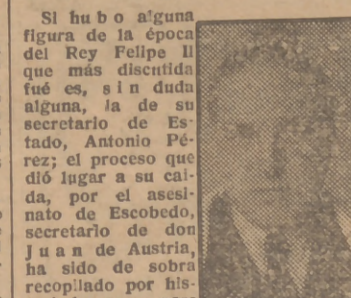 Si hubo alguna
figura de la época
del Rey Felipe II
que más discutida
fué es, sin duda
alguna, la de su
secretario de Es-
tado, Antonio Pé-
rez; el proceso que
dió lugar a su caí-
da, por el asesi-
nato de Escobedo,
secretario de don
Juan de Austria,
ha sido de sobra
recopilado por his-